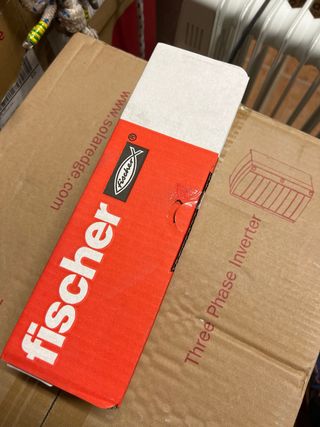 fischer
fischer
®
www.solaredge.com
Three Phase Inverter